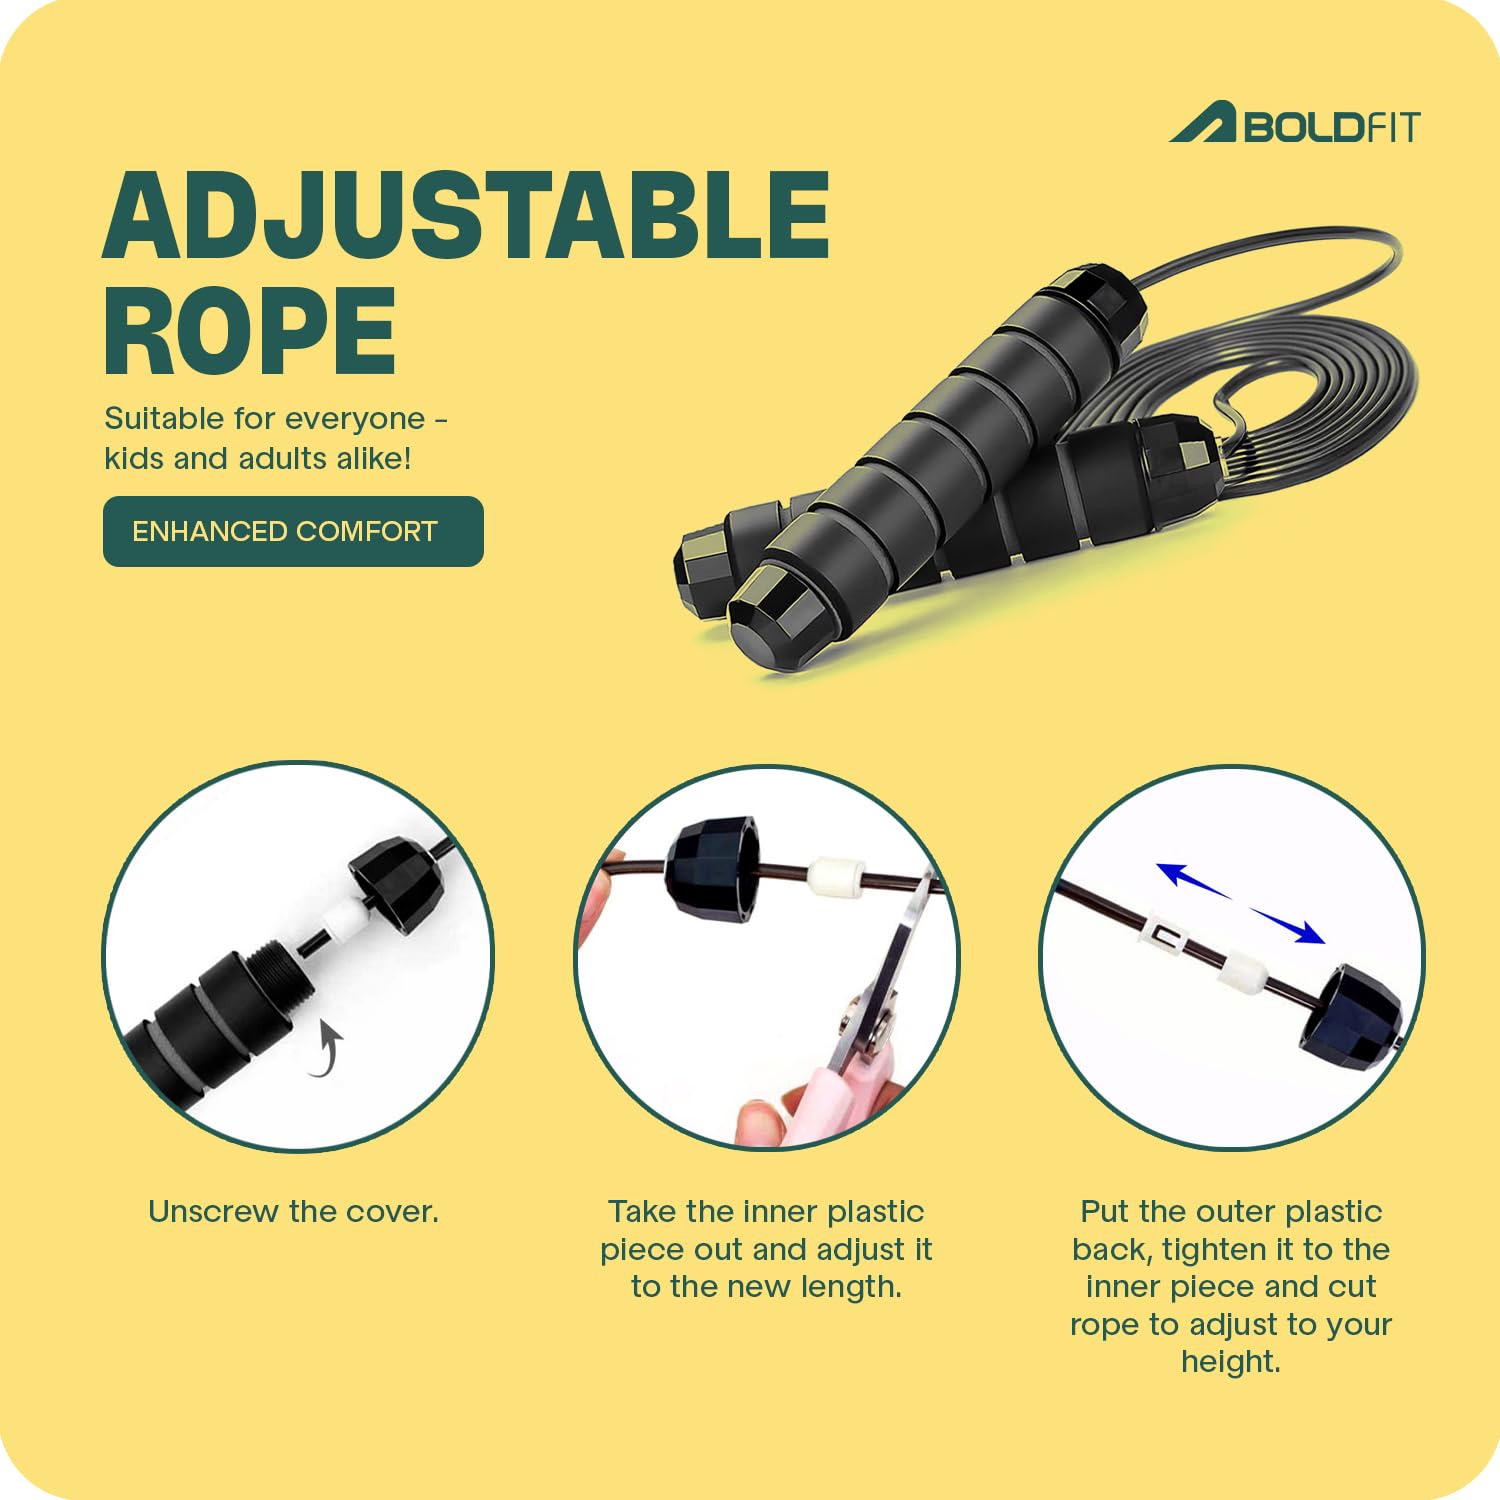 BOLDFIT
ADJUSTABLE
ROPE
Suitable for everyone -
kids and adults alike!
ENHANCED COMFORT
Unscrew the cover.
Take the inner plastic
piece out and adjust it
to the new length.
Put the outer plastic
back, tighten it to the
inner piece and cut
rope to adjust to your
height.